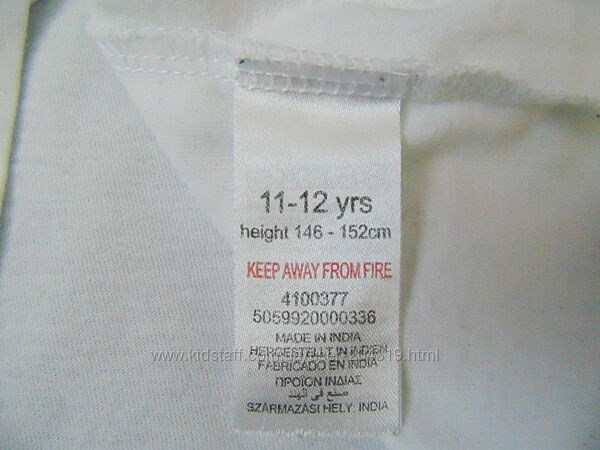 11-12 yrs
height 146 - 152cm
KEEP AWAY FROM FIRE
4100377
5059920000336
MADE IN INDIA
HERGESTELLT IN INDIEN
FABRICADO EN INDIA
ΠΡΟΪΟΝ ΙΝΔΙΑΣ
صنع في الهند
SZÁRMAZÁSI HELY: INDIA